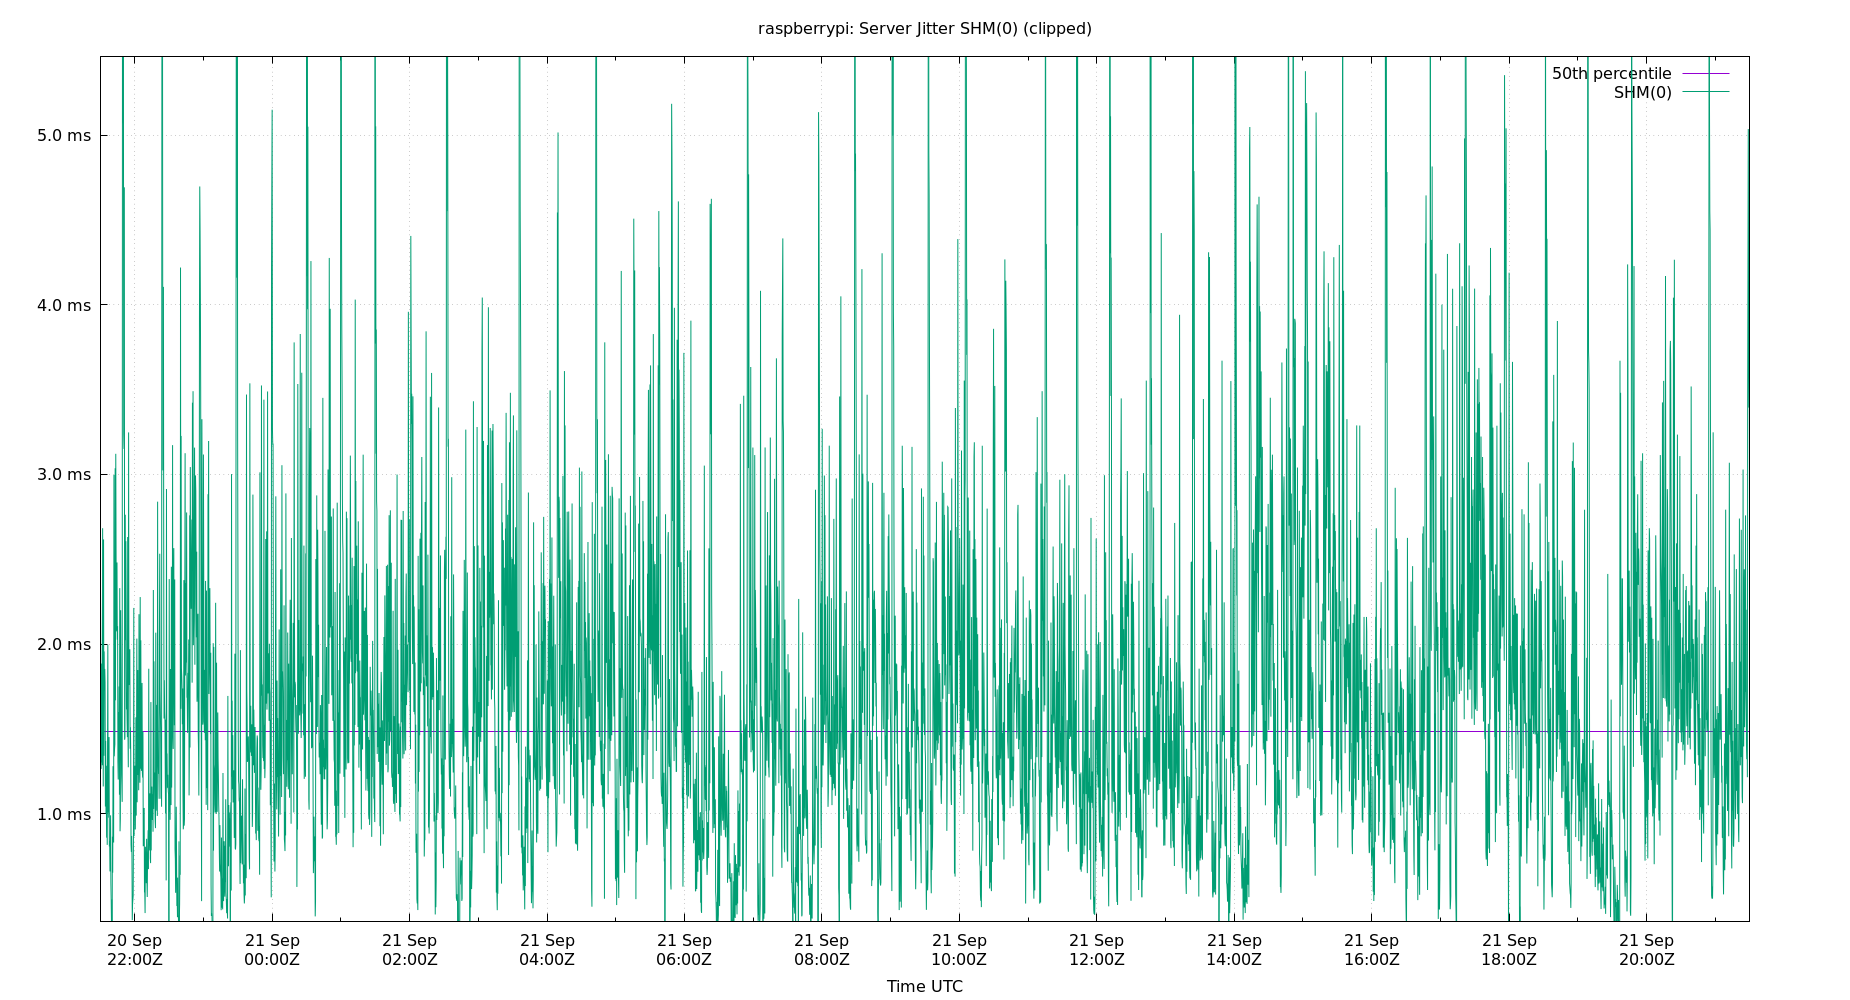 raspberrypi: Server Jitter SHM(0) (clipped)
50th percentile
SHM(0)
5.0 ms
4.0 ms
3.0 ms
2.0 ms
1.0 ms
20 Sep 21 Sep 21 Sep 21 Sep 21 Sep 21 Sep 21 Sep 21 Sep 21 Sep 21 Sep 21 Sep 21 Sep
22:00Z 00:00Z 02:00Z 04:00Z 06:00Z 08:00Z 10:00Z 12:00Z 14:00Z 16:00Z 18:00Z 20:00Z
Time UTC